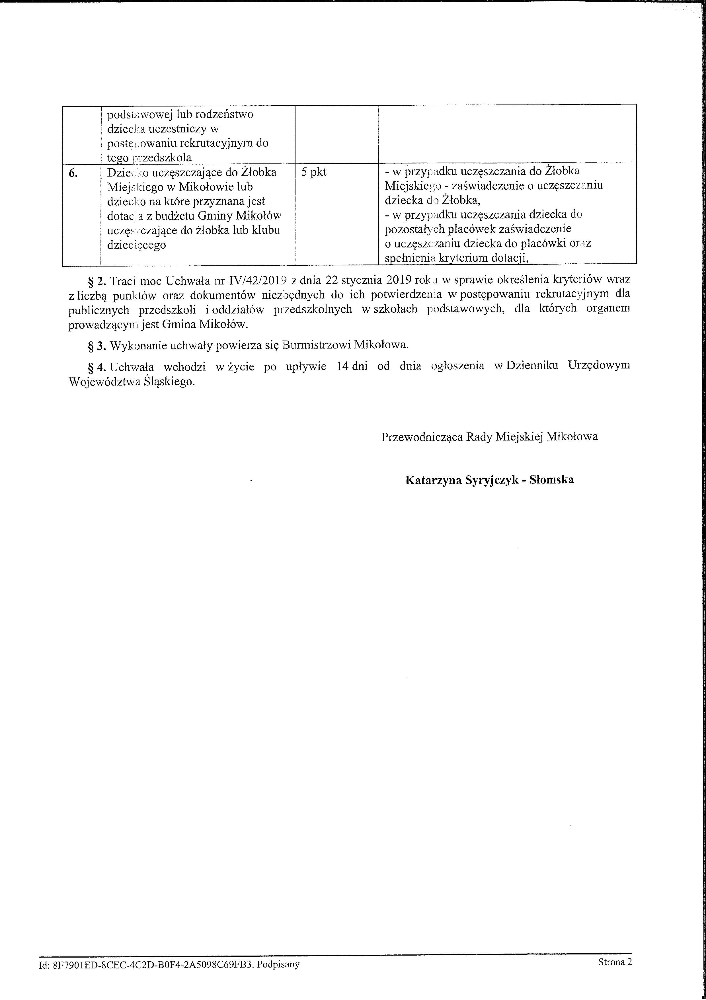 podstawowej lub rodzeństwo
dziecka uczestniczy w
postępowaniu rekrutacyjnym do
tego przedszkola
6.
Dziecko uczęszczające do Żłobka
Miejskiego w Mikołowie lub
dziecko na które przyznana jest
dotacja z budżetu Gminy Mikołów
uczęszczające do żłobka lub klubu
dziecięcego
5 pkt
- w przypadku uczęszczania do Żłobka
Miejskiego - zaświadczenie o uczęszczaniu
dziecka do Żłobka,
- w przypadku uczęszczania dziecka do
pozostałych placówek zaświadczenie
o uczęszczaniu dziecka do placówki oraz
spełnienia kryterium dotacji,
§ 2. Traci moc Uchwała nr IV/42/2019 z dnia 22 stycznia 2019 roku w sprawie określenia kryteriów wraz
z liczbą punktów oraz dokumentów niezbędnych do ich potwierdzenia w postępowaniu rekrutacyjnym dla
publicznych przedszkoli i oddziałów przedszkolnych w szkołach podstawowych, dla których organem
prowadzącym jest Gmina Mikołów.
§ 3. Wykonanie uchwały powierza się Burmistrzowi Mikołowa.
§ 4. Uchwała wchodzi w życie po upływie 14 dni od dnia ogłoszenia w Dzienniku Urzędowym
Województwa Śląskiego.
Przewodnicząca Rady Miejskiej Mikołowa
Katarzyna Syryjczyk - Słomska
Id: 8F7901ED-8CEC-4C2D-B0F4-2A5098C69FB3. Podpisany
Strona 2